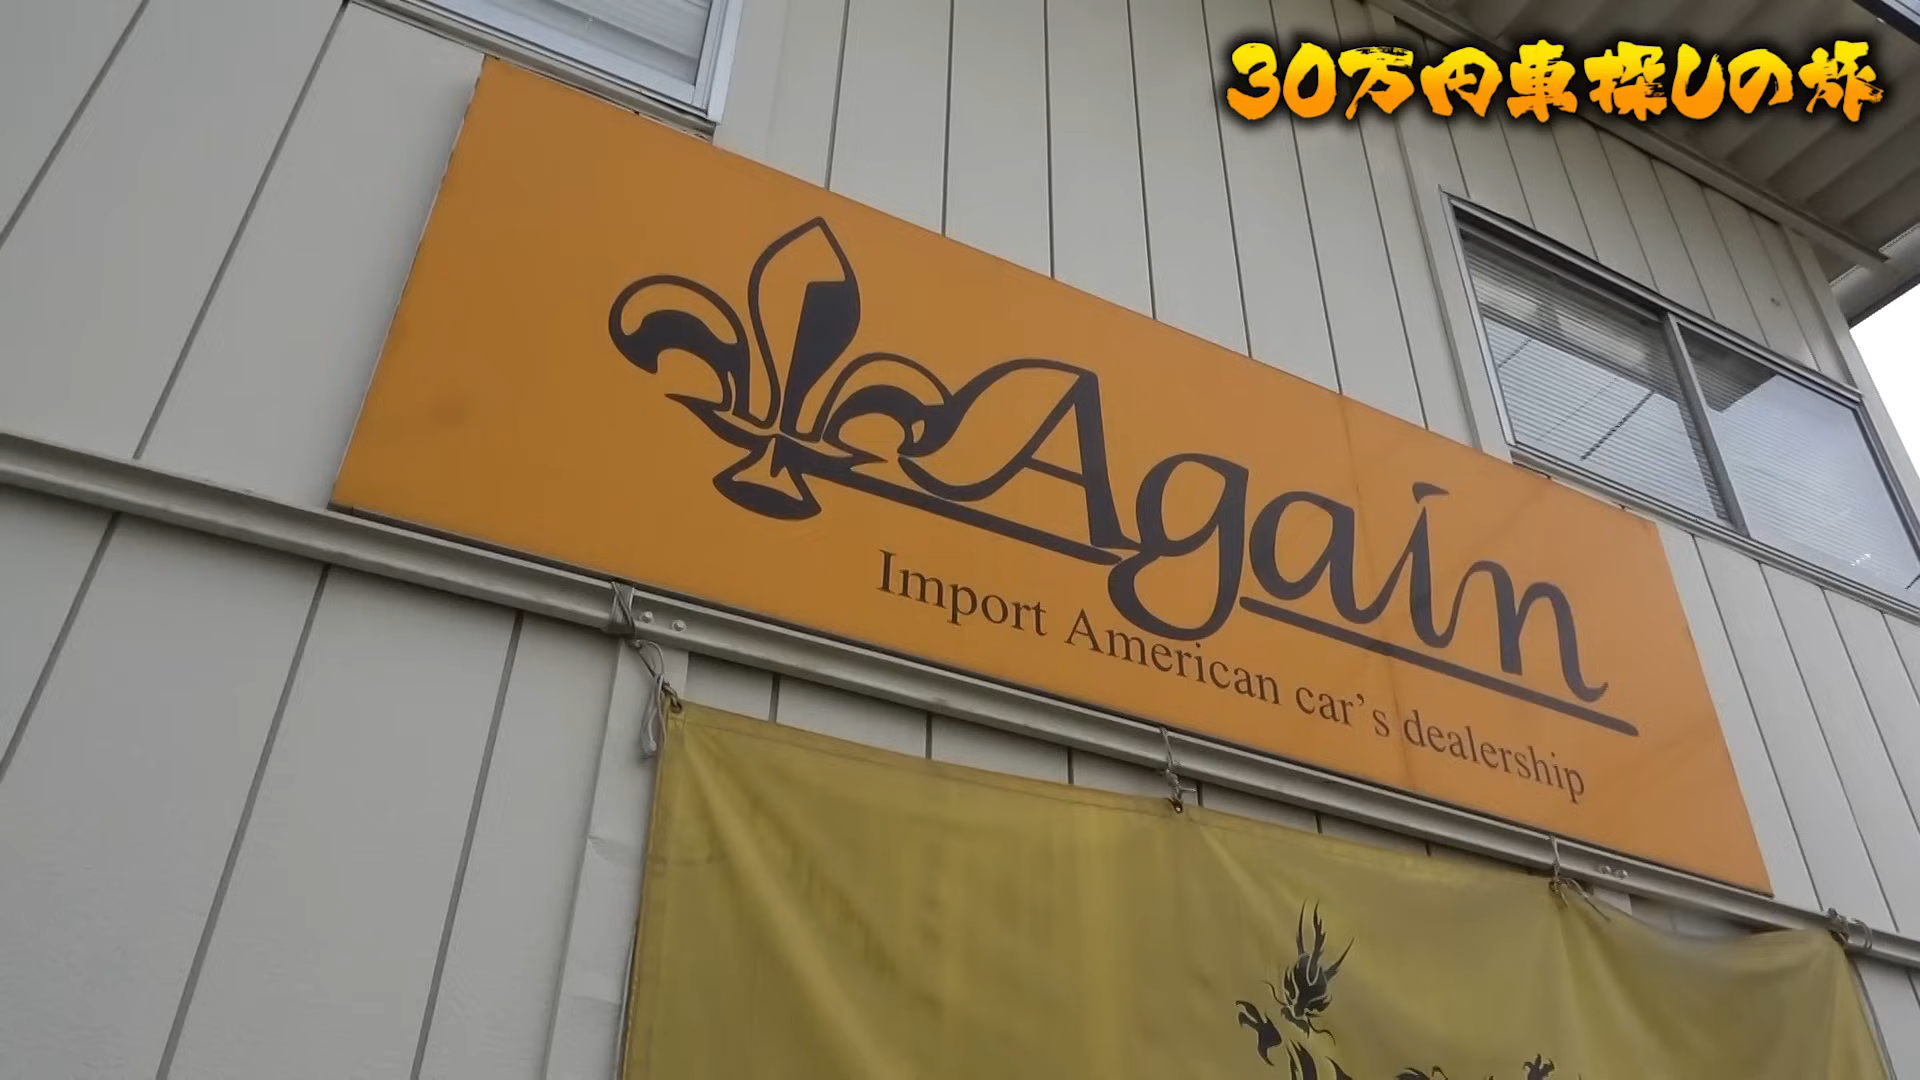 30万円車探しの旅
Again
Import American car's dealership